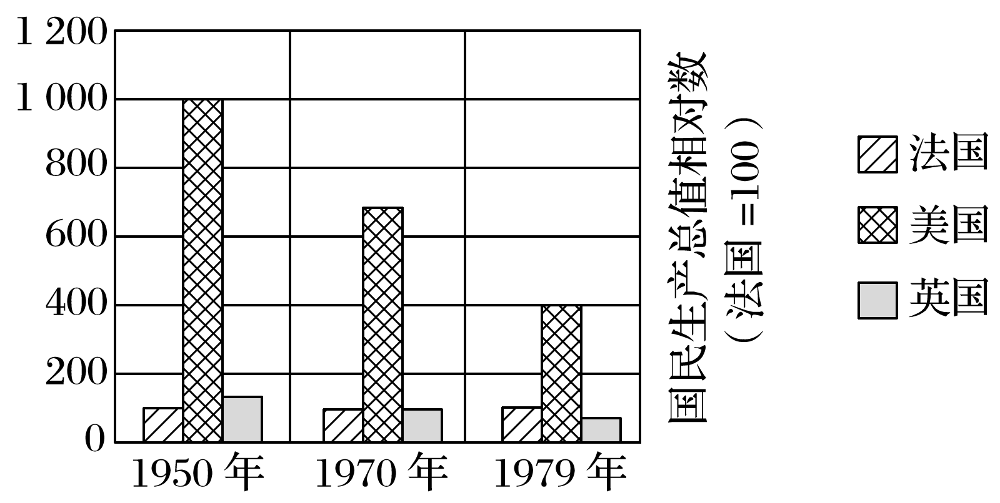 1 200
1 000
800
600
400
200
0
1950 年
1970 年
1979 年
国民生产总值相对数
（法国=100）
法国
美国
英国